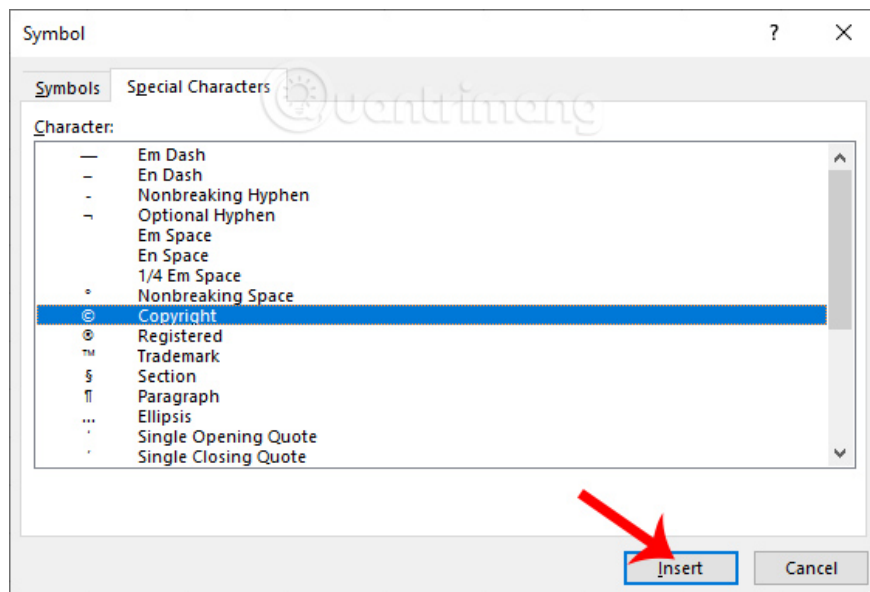 Symbol ? ×
Symbols Special Characters
Quantrimang
Character:
— Em Dash
– En Dash
- Nonbreaking Hyphen
¬ Optional Hyphen
Em Space
En Space
1/4 Em Space
° Nonbreaking Space
© Copyright
® Registered
™ Trademark
§ Section
¶ Paragraph
… Ellipsis
‘ Single Opening Quote
’ Single Closing Quote
Insert Cancel